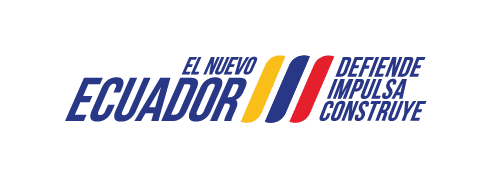 EL NUEVO
ECUADOR
DEFIENDE
IMPULSA
CONSTRUYE